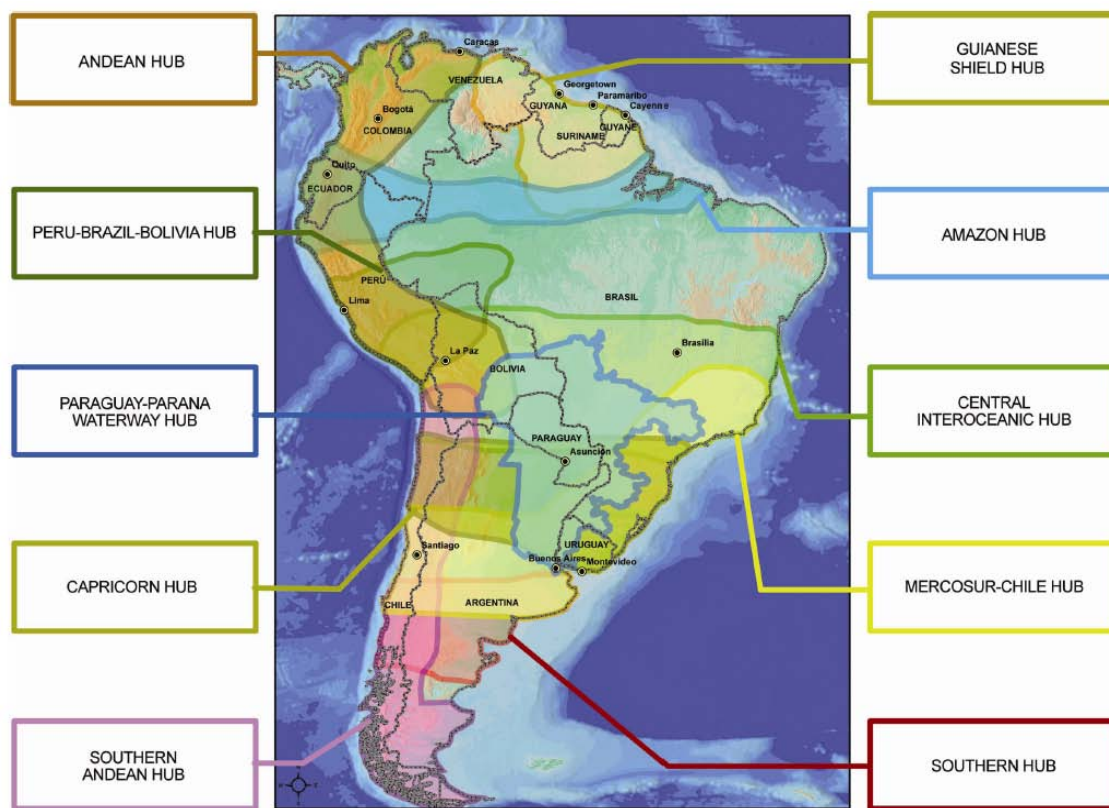 ANDEAN HUB
PERU-BRAZIL-BOLIVIA HUB
PARAGUAY-PARANA
WATERWAY HUB
CAPRICORN HUB
SOUTHERN
ANDEAN HUB
Caracas
VENEZUELA
Georgetown
Paramaribo
GUYANA
Cayenne
Bogotá
COLOMBIA
SURINAME
GUYANE
Quito
ECUADOR
PERÚ
Lima
BRASIL
Brasilia
La Paz
BOLIVIA
PARAGUAY
Asunción
Santiago
URUGUAY
Buenos Aires
Montevideo
CHILE
ARGENTINA
GUIANESE
SHIELD HUB
AMAZON HUB
CENTRAL
INTEROCEANIC HUB
MERCOSUR-CHILE HUB
SOUTHERN HUB